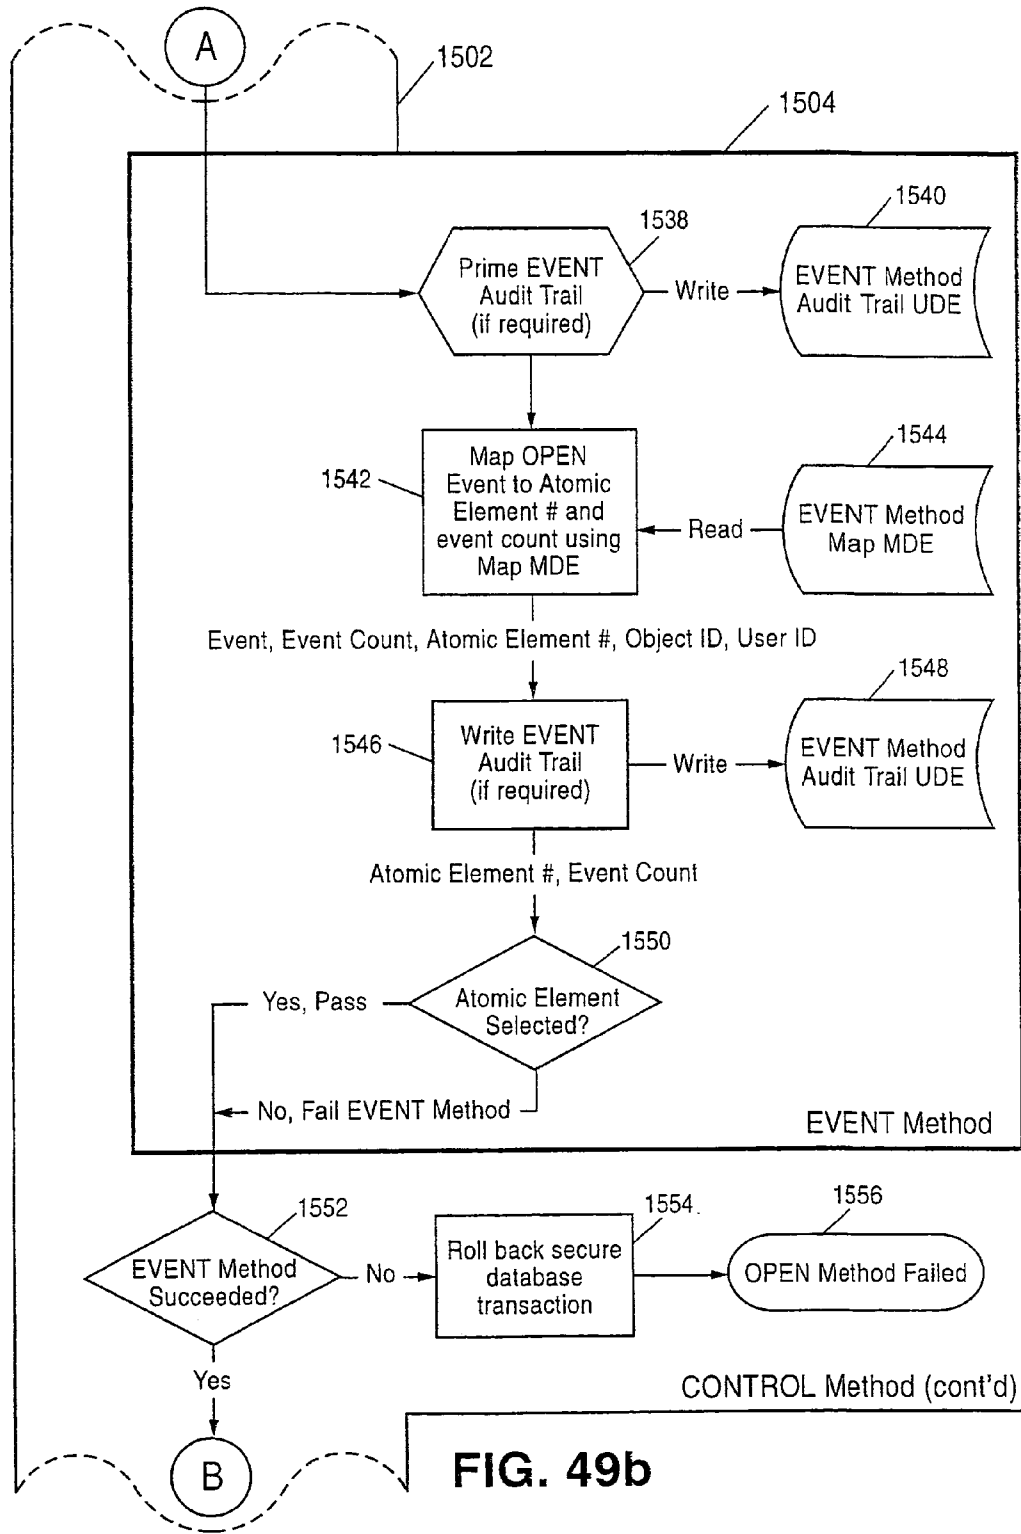 A
1502
1504
1538
1540
Prime EVENT
Audit Trail
(if required)
Write
EVENT Method
Audit Trail UDE
1542
Map OPEN
Event to Atomic
Element # and
event count using
Map MDE
Read
1544
EVENT Method
Map MDE
Event, Event Count, Atomic Element #, Object ID, User ID
1546
Write EVENT
Audit Trail
(if required)
Write
1548
EVENT Method
Audit Trail UDE
Atomic Element #, Event Count
1550
Atomic Element
Selected?
Yes, Pass
No, Fail EVENT Method
EVENT Method
1552
EVENT Method
Succeeded?
No
1554
Roll back secure
database
transaction
1556
OPEN Method Failed
Yes
CONTROL Method (cont'd)
B
FIG. 49b